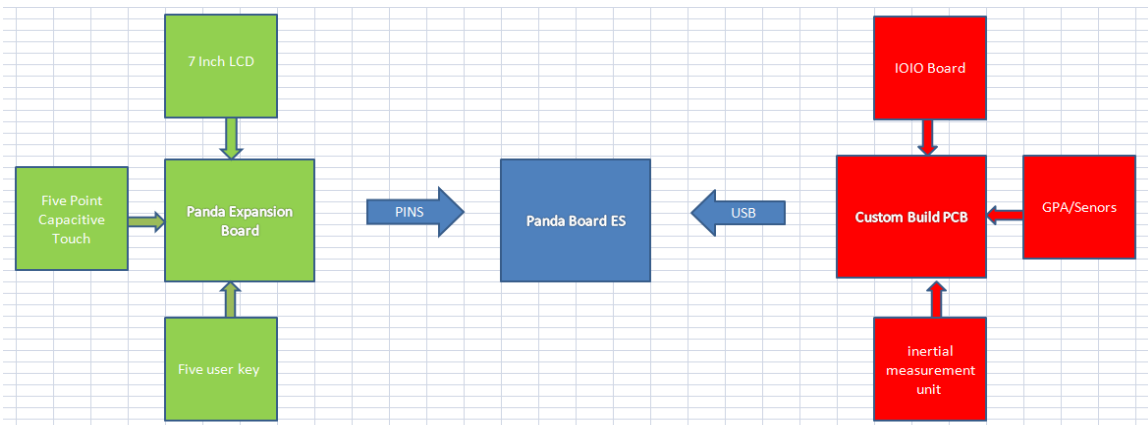 7 Inch LCD
IOIO Board
Five Point
Capacitive
Touch
Panda Expansion
Board
PINS
Panda Board ES
USB
Custom Build PCB
GPA/Senors
Five user key
inertial
measurement
unit